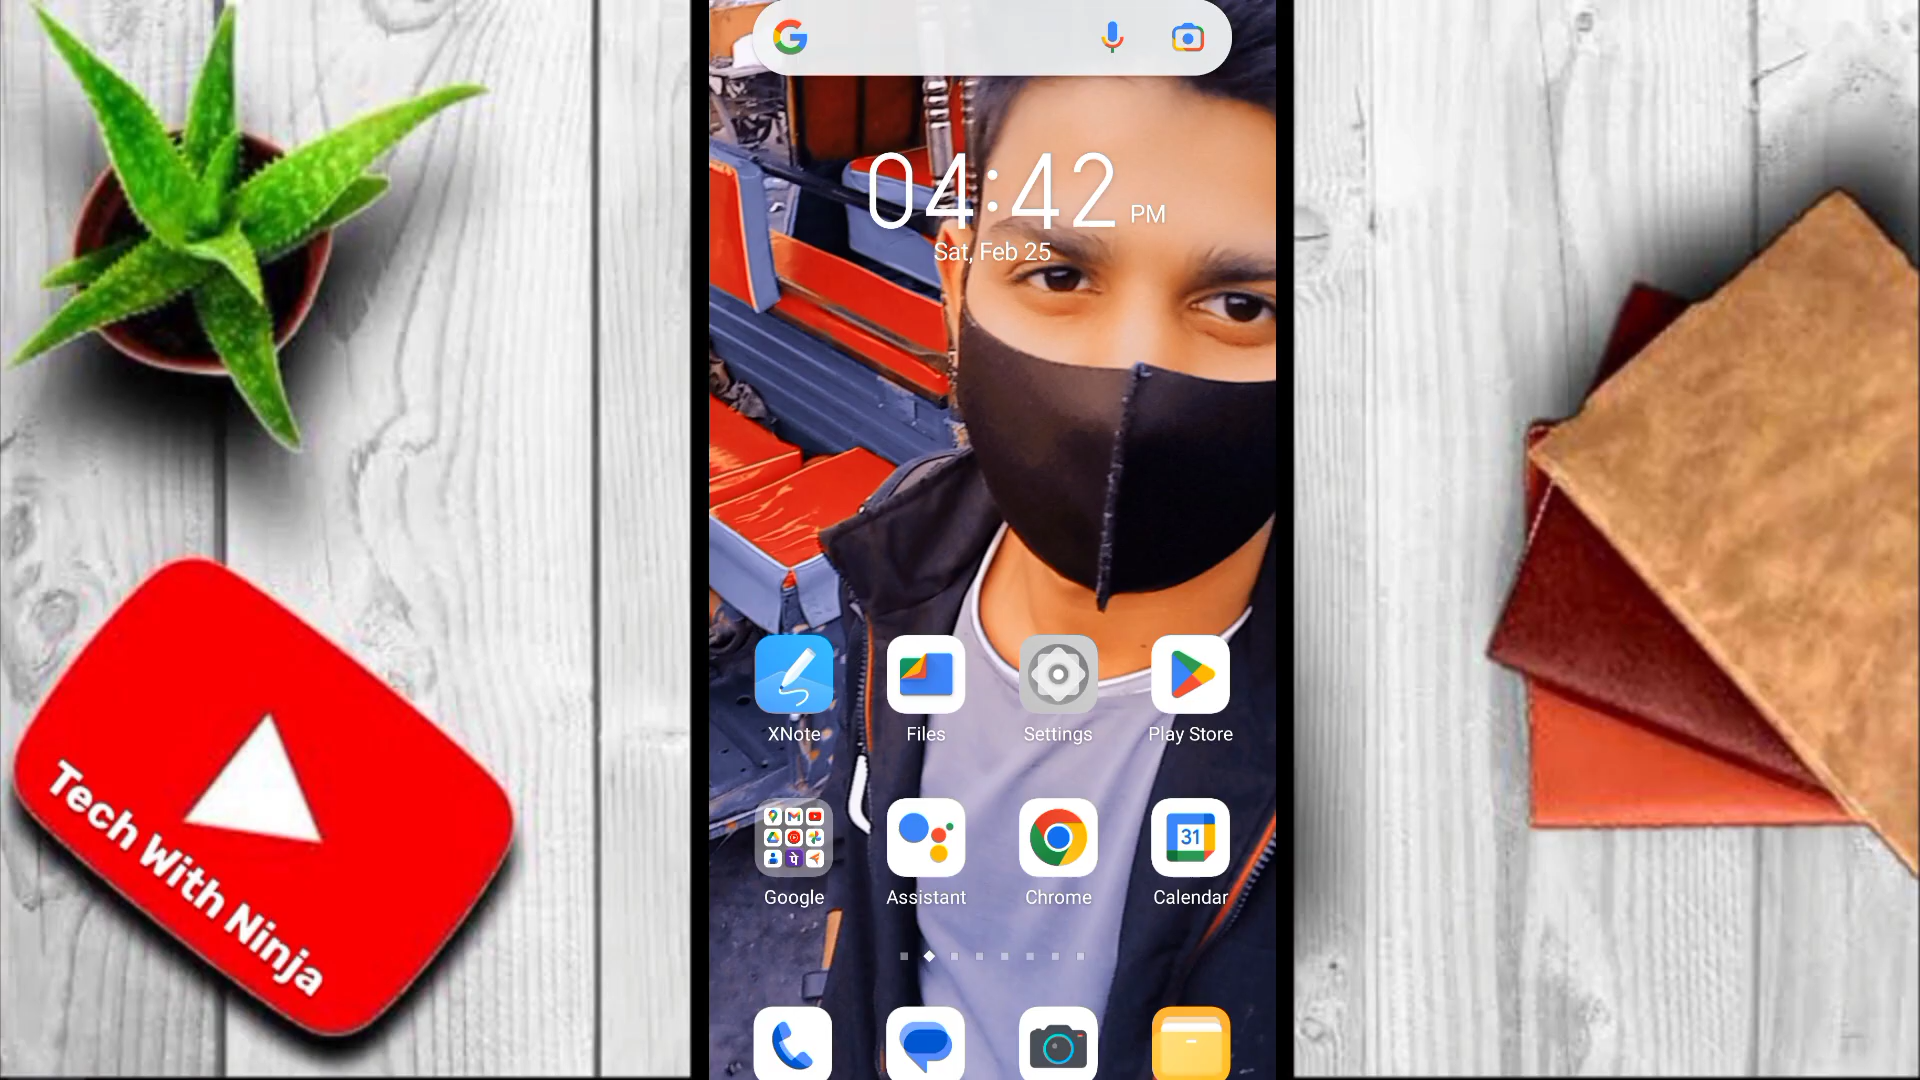 04:42 PM
Sat, Feb 25
XNote
Files
Settings
Play Store
31
Google
Assistant
Chrome
Calendar
Tech With Ninja